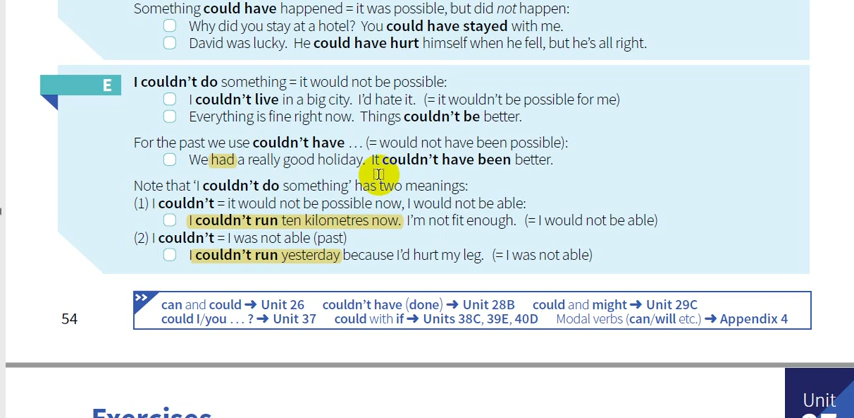 Something could have happened = it was possible, but did not happen:
Why did you stay at a hotel? You could have stayed with me.
David was lucky. He could have hurt himself when he fell, but he's all right.
E
I couldn't do something = it would not be possible:
I couldn't live in a big city. I'd hate it. (= it wouldn't be possible for me)
Everything is fine right now. Things couldn't be better.
For the past we use couldn't have ... (= would not have been possible):
We had a really good holiday. It couldn't have been better.
Note that 'I couldn't do something' has two meanings:
(1) I couldn't = it would not be possible now, I would not be able:
I couldn't run ten kilometres now. I'm not fit enough. (= I would not be able)
(2) I couldn't = I was not able (past)
I couldn't run yesterday because I'd hurt my leg. (= I was not able)
54
>> can and could ➜ Unit 26 couldn't have (done) ➜ Unit 28B could and might ➜ Unit 29C
could I/you ... ? ➜ Unit 37 could with if ➜ Units 38C, 39E, 40D Modal verbs (can/will etc.) ➜ Appendix 4
Unit
Exercises